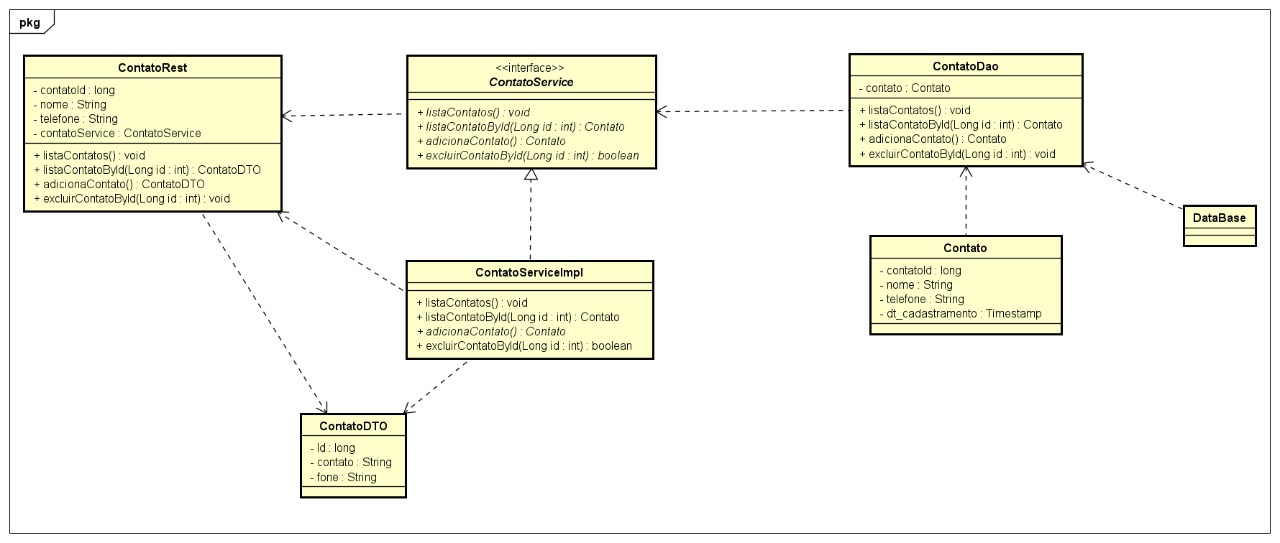 pkg
ContatoRest
- contatoId : long
- nome : String
- telefone : String
- contatoService : ContatoService
+ listaContatos() : void
+ listaContatoById(Long id : int) : ContatoDTO
+ adicionaContato() : ContatoDTO
+ excluirContatoById(Long id : int) : void
<<interface>>
ContatoService
+ listaContatos() : void
+ listaContatoById(Long id : int) : Contato
+ adicionaContato() : Contato
+ excluirContatoById(Long id : int) : boolean
ContatoDao
- contato : Contato
+ listaContatos() : void
+ listaContatoById(Long id : int) : Contato
+ adicionaContato() : Contato
+ excluirContatoById(Long id : int) : void
DataBase
Contato
- contatoId : long
- nome : String
- telefone : String
- dt_cadastramento : Timestamp
ContatoServiceImpl
+ listaContatos() : void
+ listaContatoById(Long id : int) : Contato
+ adicionaContato() : Contato
+ excluirContatoById(Long id : int) : boolean
ContatoDTO
- Id : long
- contato : String
- fone : String